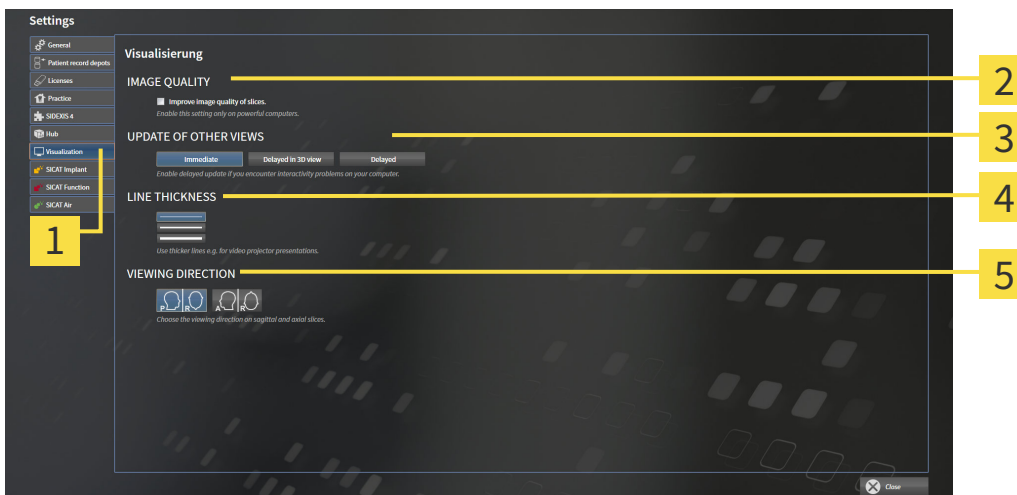 Settings
General
Patient record depots
Licenses
Practice
SIDEXIS 4
Hub
Visualization
SICAT Implant
SICAT Function
SICAT Air
1
Visualisierung
IMAGE QUALITY
2
Improve image quality of slices.
Enable this setting only on powerful computers.
UPDATE OF OTHER VIEWS
3
Immediate Delayed in 3D view Delayed
Enable delayed update if you encounter interactivity problems on your computer.
LINE THICKNESS
4
Use thicker lines e.g. for video projector presentations.
VIEWING DIRECTION
5
P R A R
Choose the viewing direction on sagittal and axial slices.
Close